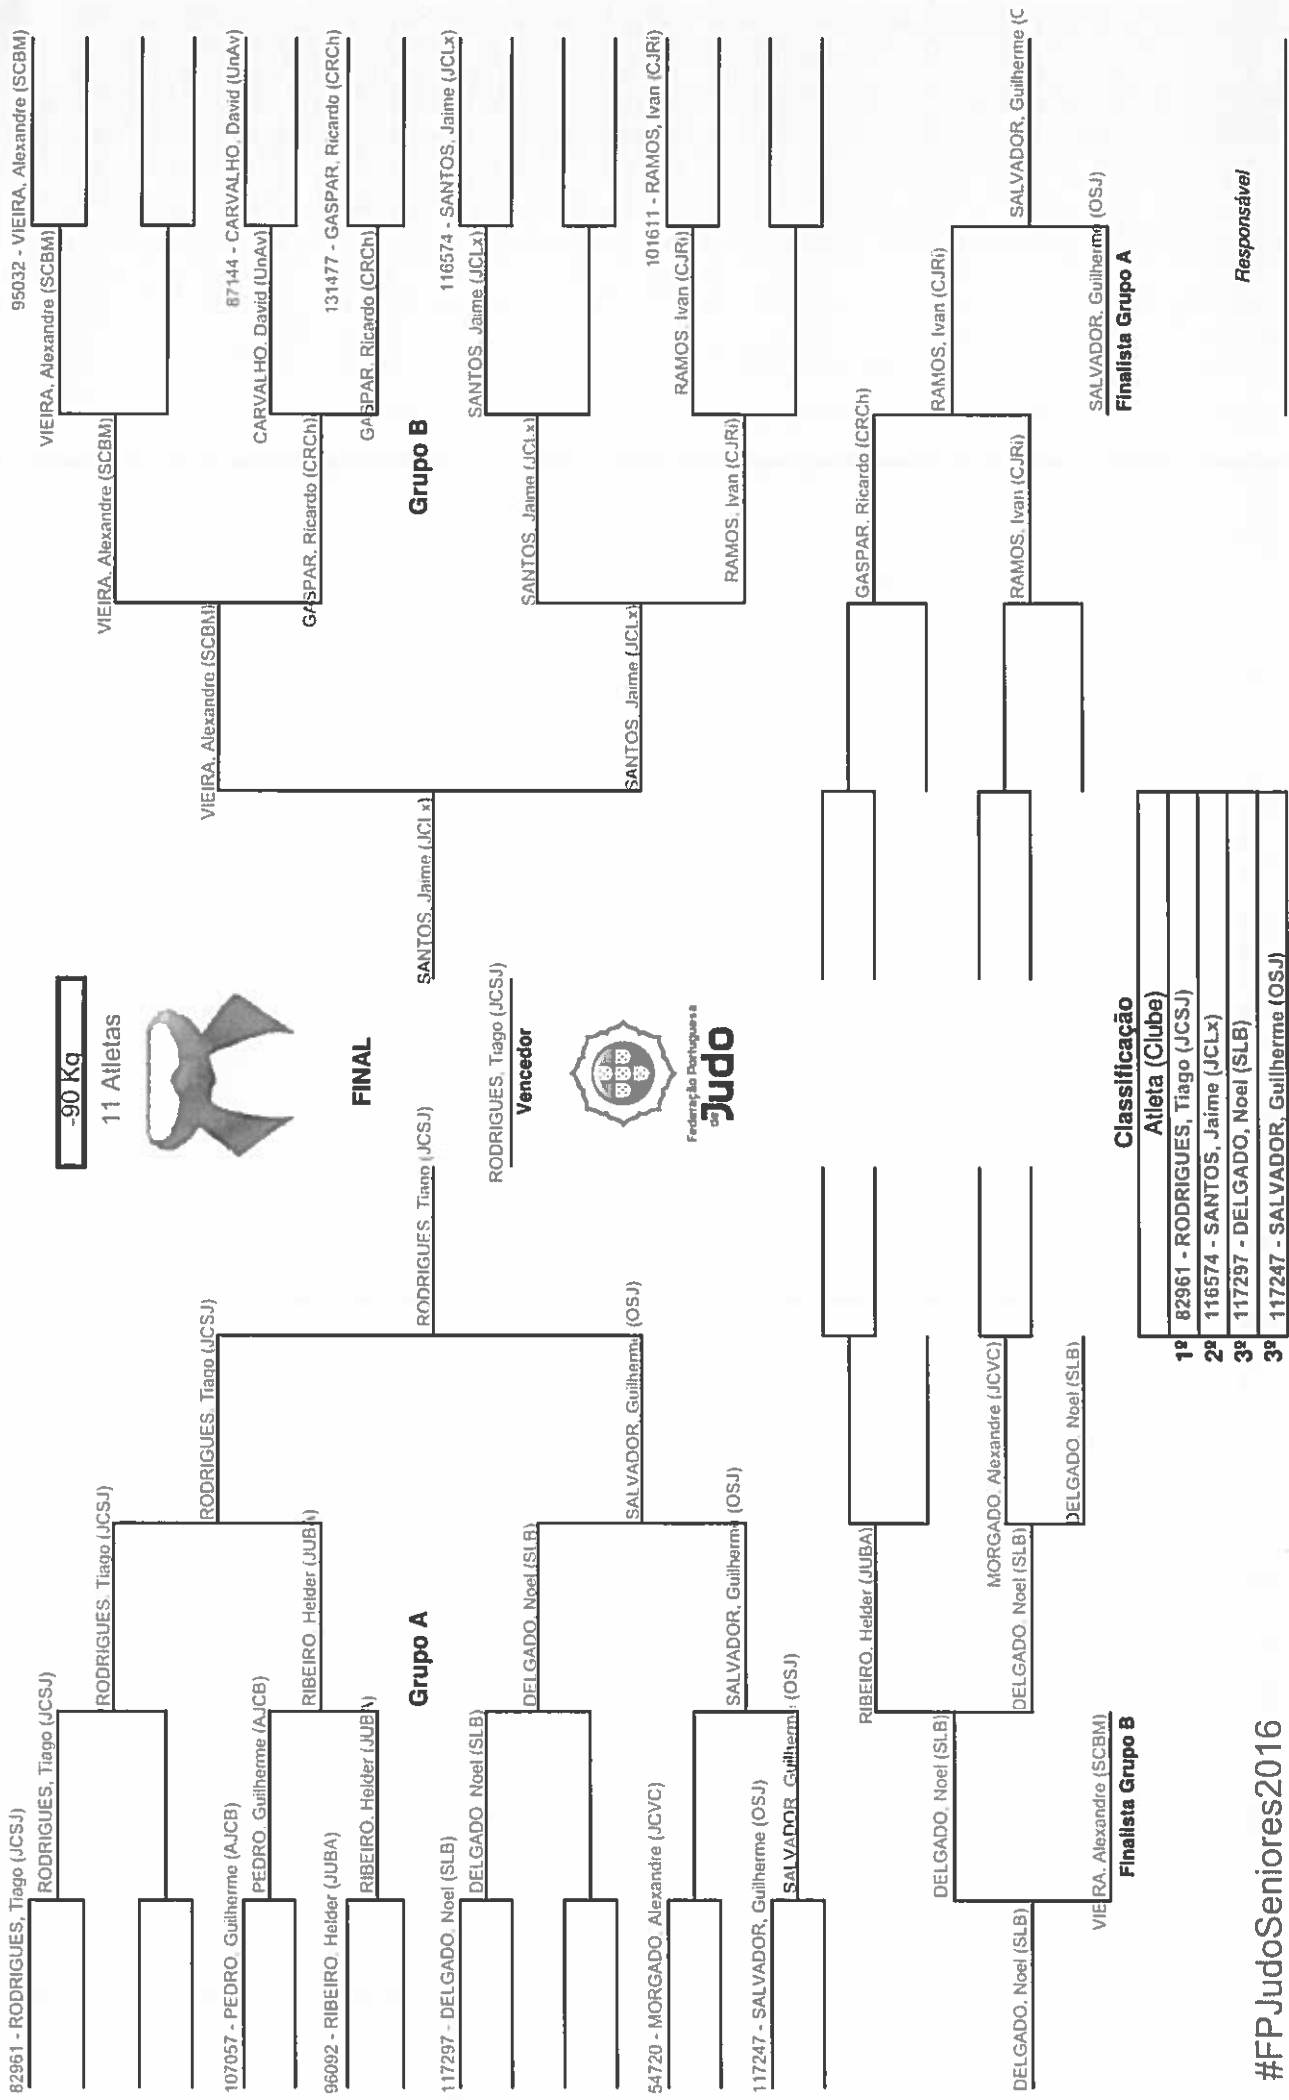 -90 Kg
11 Atletas
82961 - RODRIGUES, Tiago (JCSJ)
RODRIGUES, Tiago (JCSJ)
RODRIGUES, Tiago (JCSJ)
RODRIGUES, Tiago (JCSJ)
107057 - PEDRO, Guilherme (AJCB)
PEDRO, Guilherme (AJCB)
RIBEIRO, Helder (JUBA)
96092 - RIBEIRO, Helder (JUBA)
RIBEIRO, Helder (JUBA)
Grupo A
RODRIGUES, Tiago (JCSJ)
117297 - DELGADO, Noel (SLB)
DELGADO, Noel (SLB)
DELGADO, Noel (SLB)
SALVADOR, Guilherme (OSJ)
54720 - MORGADO, Alexandre (JCVC)
SALVADOR, Guilherme (OSJ)
117247 - SALVADOR, Guilherme (OSJ)
SALVADOR, Guilherme (OSJ)
FINAL
RODRIGUES, Tiago (JCSJ)
Vencedor
Federação Portuguesa
de Judo
95032 - VIEIRA, Alexandre (SCBM)
VIEIRA, Alexandre (SCBM)
VIEIRA, Alexandre (SCBM)
VIEIRA, Alexandre (SCBM)
87144 - CARVALHO, David (UnAv)
CARVALHO, David (UnAv)
GASPAR, Ricardo (CRCh)
131477 - GASPAR, Ricardo (CRCh)
GASPAR, Ricardo (CRCh)
Grupo B
SANTOS, Jaime (JCLx)
116574 - SANTOS, Jaime (JCLx)
SANTOS, Jaime (JCLx)
SANTOS, Jaime (JCLx)
SANTOS, Jaime (JCLx)
101611 - RAMOS, Ivan (CJRi)
RAMOS, Ivan (CJRi)
RAMOS, Ivan (CJRi)
RIBEIRO, Helder (JUBA)
DELGADO, Noel (SLB)
MORGADO, Alexandre (JCVC)
DELGADO, Noel (SLB)
DELGADO, Noel (SLB)
DELGADO, Noel (SLB)
VIEIRA, Alexandre (SCBM)
Finalista Grupo B
GASPAR, Ricardo (CRCh)
RAMOS, Ivan (CJRi)
RAMOS, Ivan (CJRi)
SALVADOR, Guilherme (C
SALVADOR, Guilherme (OSJ)
Finalista Grupo A
Classificação
Atleta (Clube)
1º 82961 - RODRIGUES, Tiago (JCSJ)
2º 116574 - SANTOS, Jaime (JCLx)
3º 117297 - DELGADO, Noel (SLB)
3º 117247 - SALVADOR, Guilherme (OSJ)
Responsável
#FPJudoSeniores2016